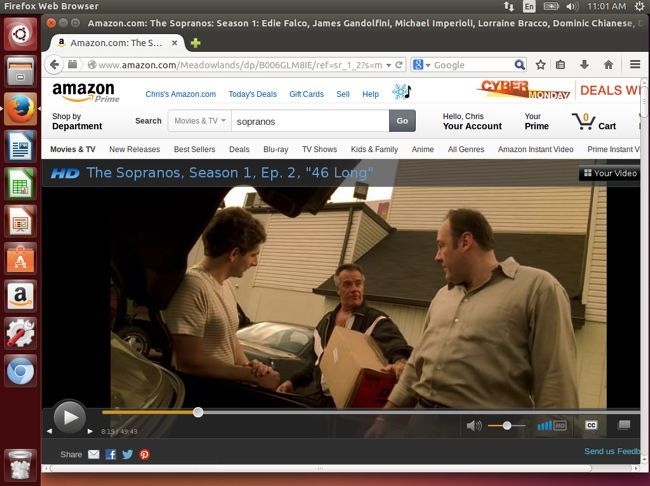 Firefox Web Browser
En
11:01 AM
Amazon.com: The Sopranos: Season 1: Edie Falco, James Gandolfini, Michael Imperioli, Lorraine Bracco, Dominic Chianese, D
Amazon.com: The S...
www.amazon.com/Meadowlands/dp/B006GLM8IE/ref=sr_1_2?s=m
Google
amazon
Prime
Chris's Amazon.com
Today's Deals
Gift Cards
Sell
Help
CYBER
MONDAY
DEALS WE
Shop by
Department
Search
Movies & TV
sopranos
Go
Hello, Chris
Your Account
Your
Prime
0
Cart
Movies & TV
New Releases
Best Sellers
Deals
Blu-ray
TV Shows
Kids & Family
Anime
All Genres
Amazon Instant Video
Prime Instant V
HD
The Sopranos, Season 1, Ep. 2, "46 Long"
Your Video
8:19 / 49:43
HD
CC
Share
Send us Feedb